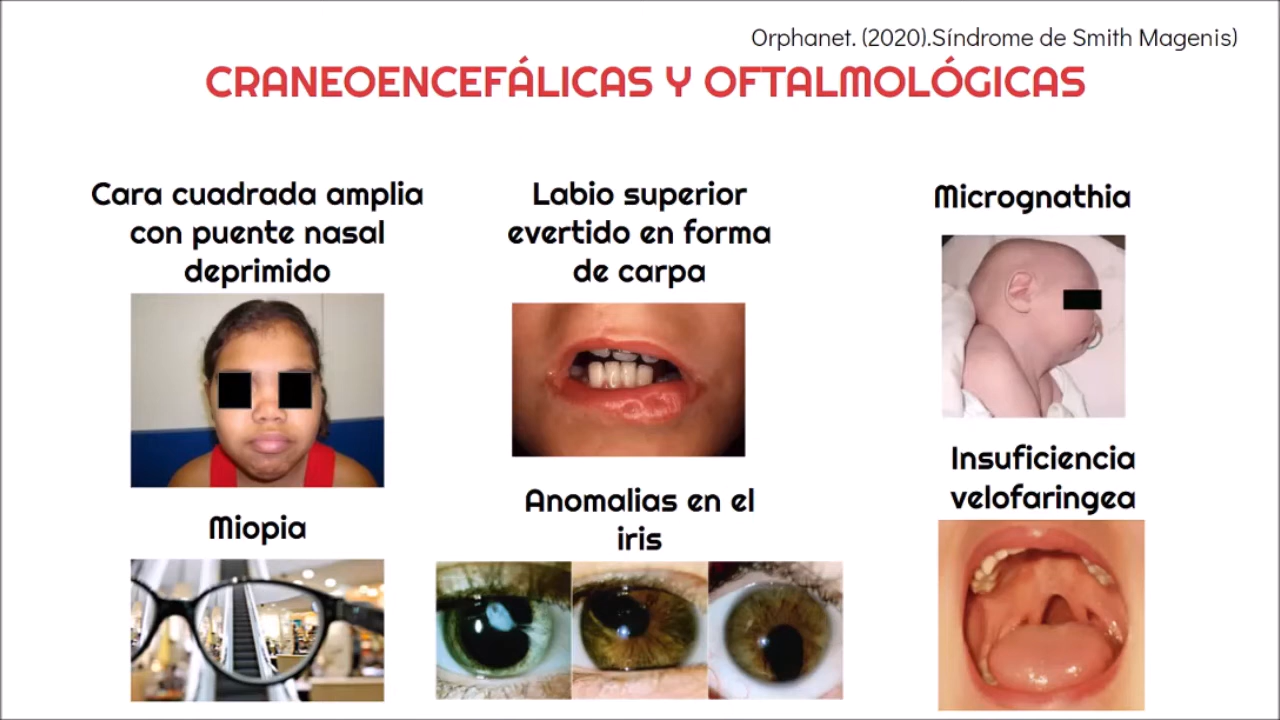 Orphanet. (2020).Síndrome de Smith Magenis)
CRANEOENCEFÁLICAS Y OFTALMOLÓGICAS
Cara cuadrada amplia
con puente nasal
deprimido
Labio superior
evertido en forma
de carpa
Micrognathia
Miopia
Anomalias en el
iris
Insuficiencia
velofaringea